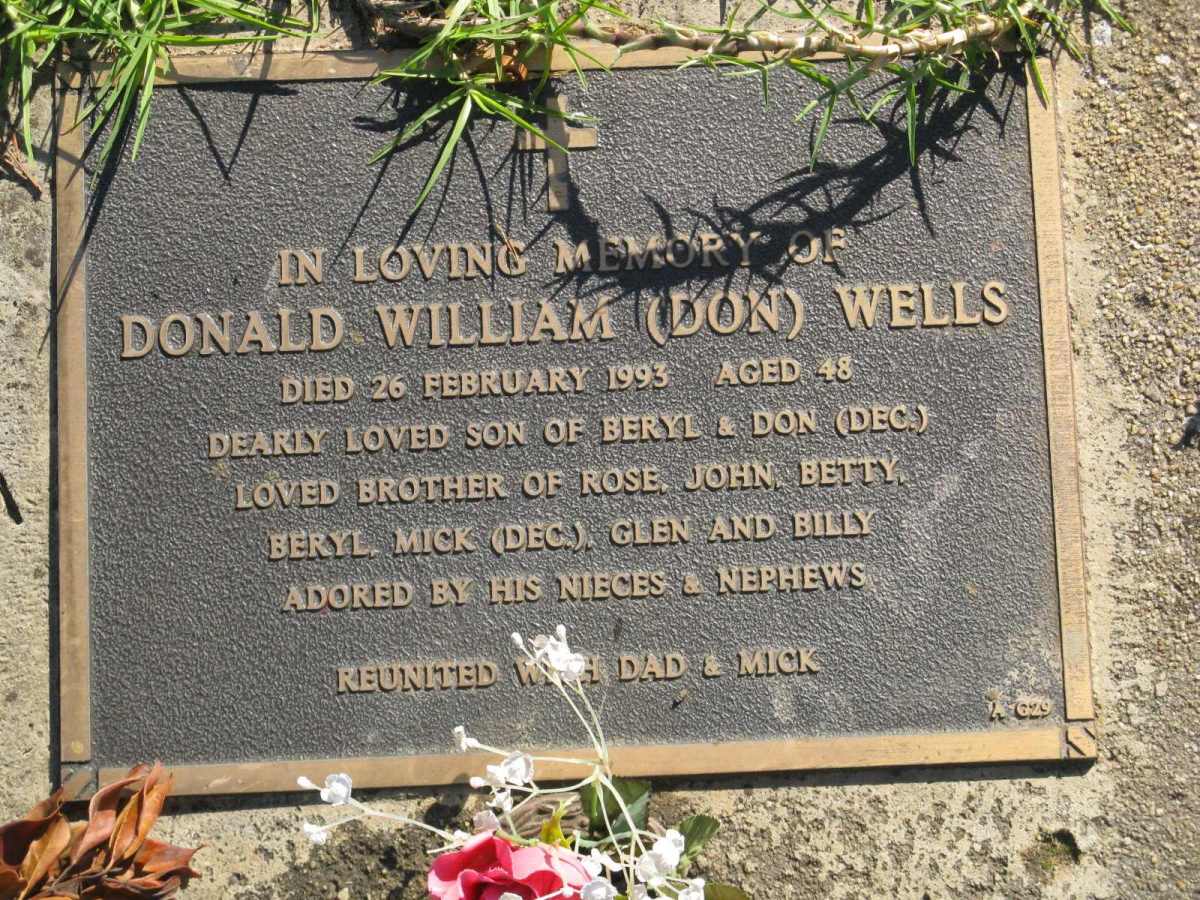 IN LOVING MEMORY OF
DONALD WILLIAM (DON) WELLS
DIED 26 FEBRUARY 1993 AGED 48
DEARLY LOVED SON OF BERYL & DON (DEC.)
LOVED BROTHER OF ROSE, JOHN, BETTY,
BERYL, MICK (DEC.), GLEN AND BILLY
ADORED BY HIS NIECES & NEPHEWS
REUNITED WITH DAD & MICK
A G29